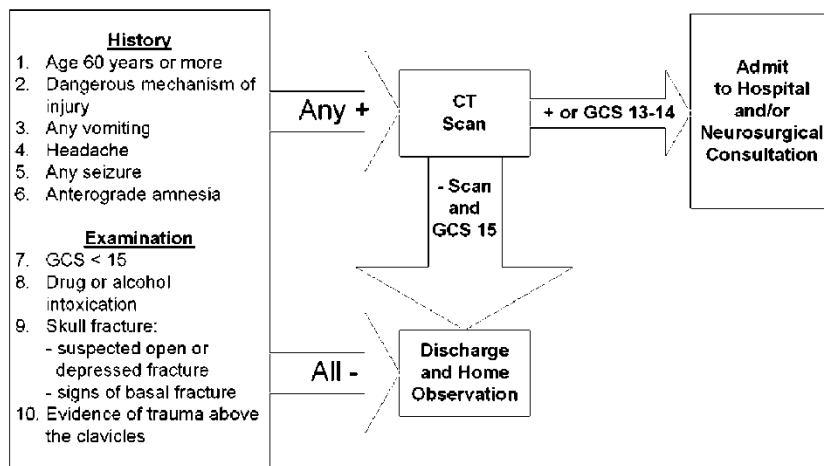 History
1. Age 60 years or more
2. Dangerous mechanism of
injury
3. Any vomiting
4. Headache
5. Any seizure
6. Anterograde amnesia
Examination
7. GCS < 15
8. Drug or alcohol
intoxication
9. Skull fracture:
- suspected open or
depressed fracture
- signs of basal fracture
10. Evidence of trauma above
the clavicles
Any +
All -
CT
Scan
+ or GCS 13-14
- Scan
and
GCS 15
Admit
to Hospital
and/or
Neurosurgical
Consultation
Discharge
and Home
Observation